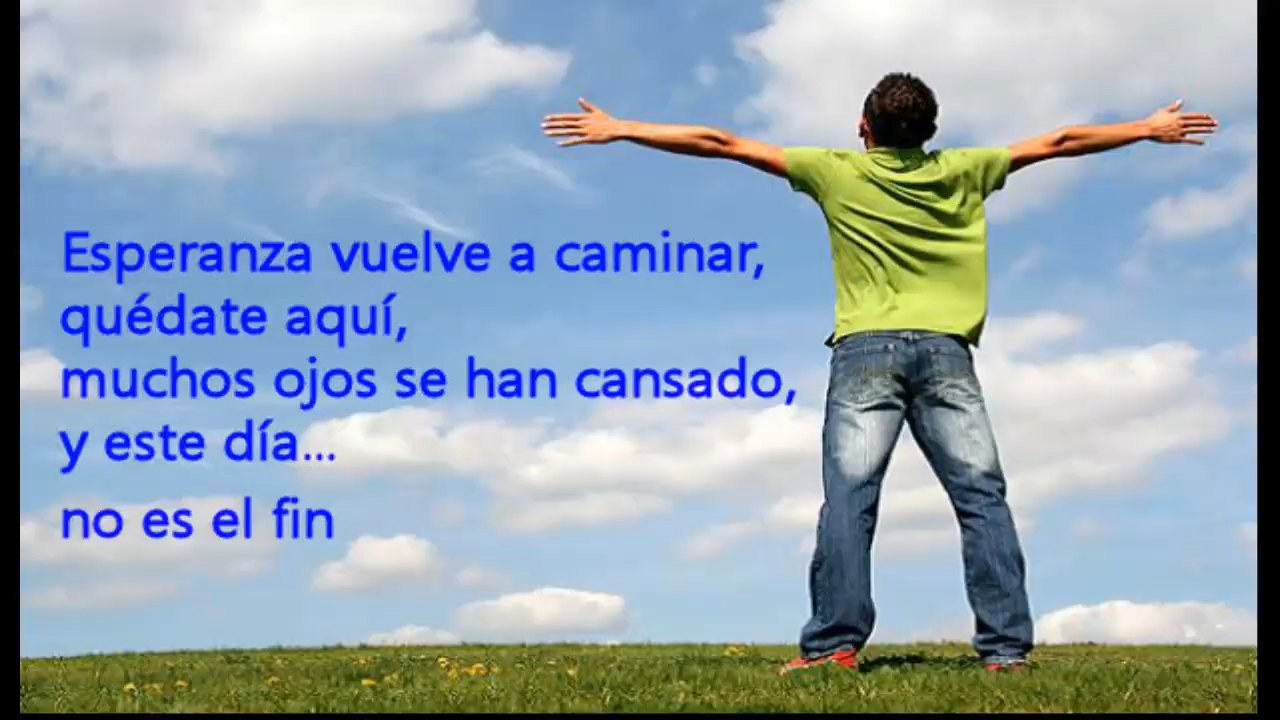 Esperanza vuelve a caminar,
quédate aquí,
muchos ojos se han cansado,
y este día...
no es el fin